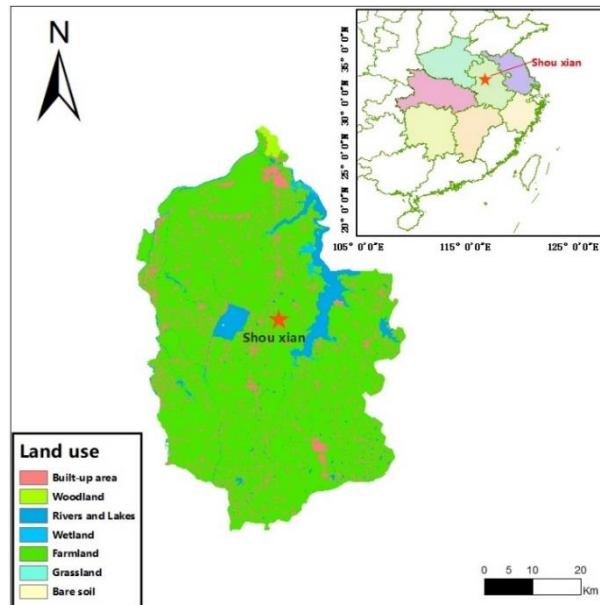 N
Shou xian
35° 0'0"N
30° 0'0"N
25° 0'0"N
20° 0'0"N
105° 0'0"E
115° 0'0"E
125° 0'0"E
Shou xian
Land use
Built-up area
Woodland
Rivers and Lakes
Wetland
Farmland
Grassland
Bare soil
0 5 10 20
Km